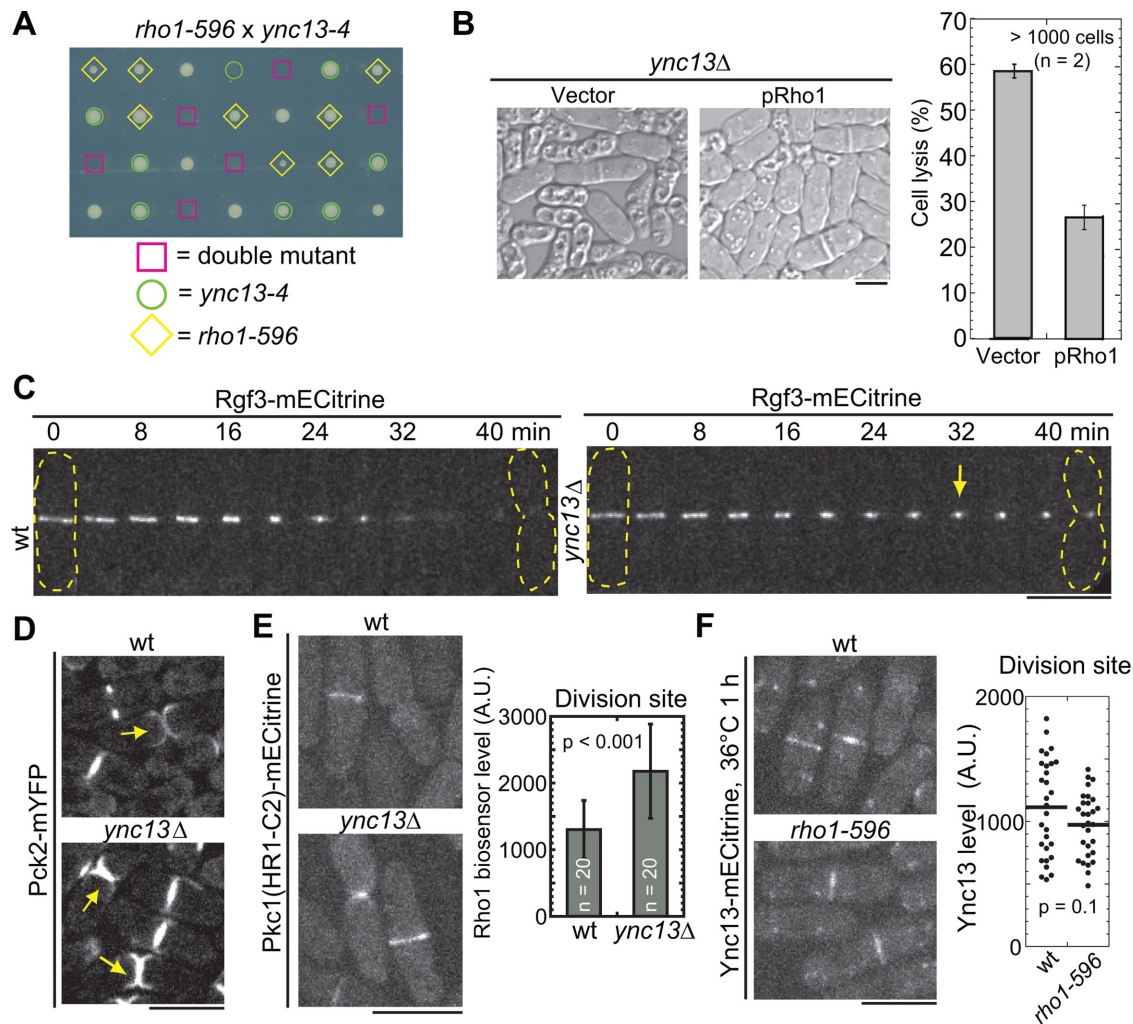 A
rho1-596 x ync13-4
= double mutant
= ync13-4
= rho1-596
B
ync13Δ
Vector pRho1
Cell lysis (%)
70
60
50
40
30
20
10
0
> 1000 cells
(n = 2)
Vector pRho1
C
Rgf3-mECitrine
0 8 16 24 32 40 min
wt
Rgf3-mECitrine
0 8 16 24 32 40 min
ync13Δ
D
Pck2-mYFP
wt
ync13Δ
E
Pkc1(HR1-C2)-mECitrine
wt
ync13Δ
Rho1 biosensor level (A.U.)
Division site
3000
2000
1000
0
p < 0.001
n = 20
n = 20
wt ync13Δ
F
Ync13-mECitrine, 36°C 1 h
wt
rho1-596
Division site
Ync13 level (A.U.)
2000
1000
0
p = 0.1
wt
rho1-596